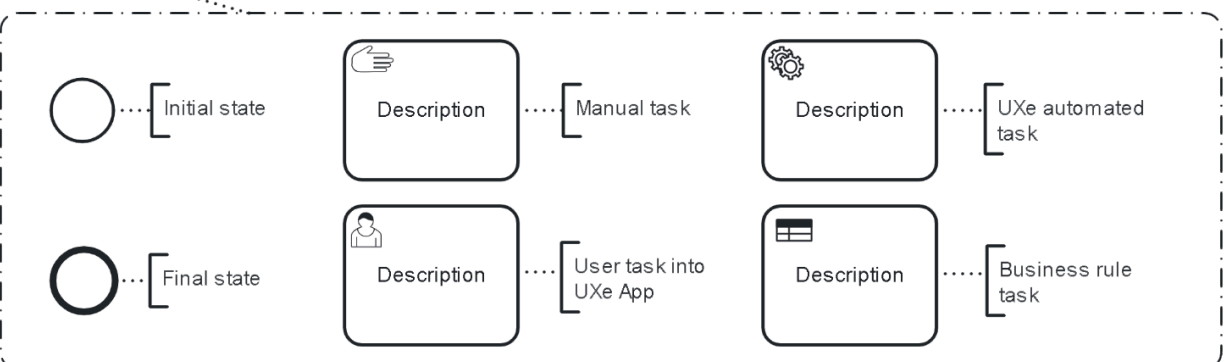 Initial state
Description
Manual task
Description
UXe automated
task
Final state
Description
User task into
UXe App
Description
Business rule
task